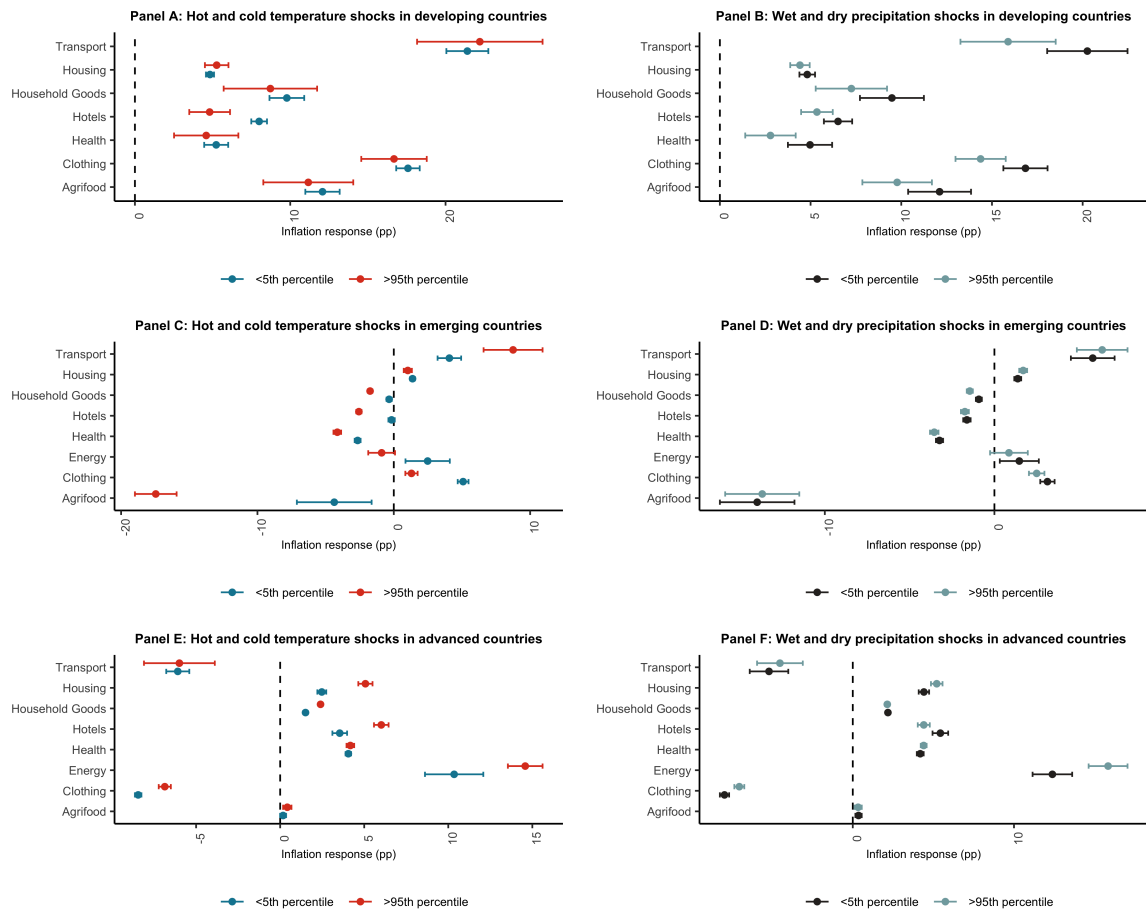 Panel A: Hot and cold temperature shocks in developing countries
Transport
Housing
Household Goods
Hotels
Health
Clothing
Agrifood
0
10
20
Inflation response (pp)
<5th percentile
>95th percentile
Panel B: Wet and dry precipitation shocks in developing countries
Transport
Housing
Household Goods
Hotels
Health
Clothing
Agrifood
0
5
10
15
20
Inflation response (pp)
<5th percentile
>95th percentile
Panel C: Hot and cold temperature shocks in emerging countries
Transport
Housing
Household Goods
Hotels
Health
Energy
Clothing
Agrifood
-20
-10
0
10
Inflation response (pp)
<5th percentile
>95th percentile
Panel D: Wet and dry precipitation shocks in emerging countries
Transport
Housing
Household Goods
Hotels
Health
Energy
Clothing
Agrifood
-10
0
Inflation response (pp)
<5th percentile
>95th percentile
Panel E: Hot and cold temperature shocks in advanced countries
Transport
Housing
Household Goods
Hotels
Health
Energy
Clothing
Agrifood
-5
0
5
10
15
Inflation response (pp)
<5th percentile
>95th percentile
Panel F: Wet and dry precipitation shocks in advanced countries
Transport
Housing
Household Goods
Hotels
Health
Energy
Clothing
Agrifood
0
10
Inflation response (pp)
<5th percentile
>95th percentile